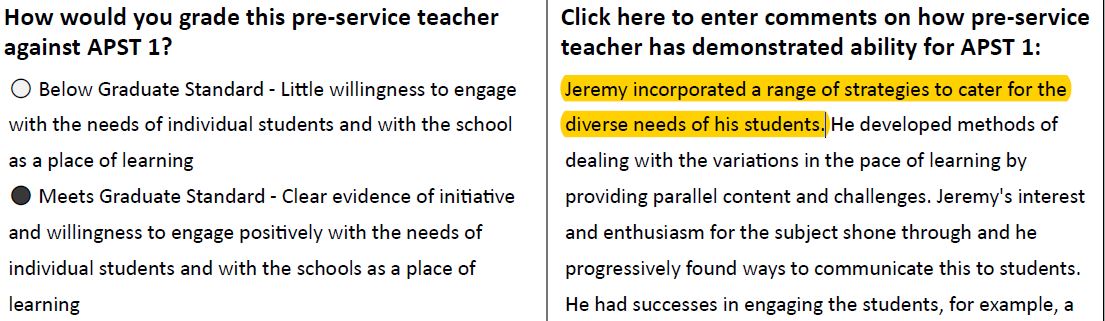 How would you grade this pre-service teacher
against APST 1?
Below Graduate Standard - Little willingness to engage
with the needs of individual students and with the school
as a place of learning
Meets Graduate Standard - Clear evidence of initiative
and willingness to engage positively with the needs of
individual students and with the schools as a place of
learning
Click here to enter comments on how pre-service
teacher has demonstrated ability for APST 1:
Jeremy incorporated a range of strategies to cater for the
diverse needs of his students. He developed methods of
dealing with the variations in the pace of learning by
providing parallel content and challenges. Jeremy's interest
and enthusiasm for the subject shone through and he
progressively found ways to communicate this to students.
He had successes in engaging the students, for example, a